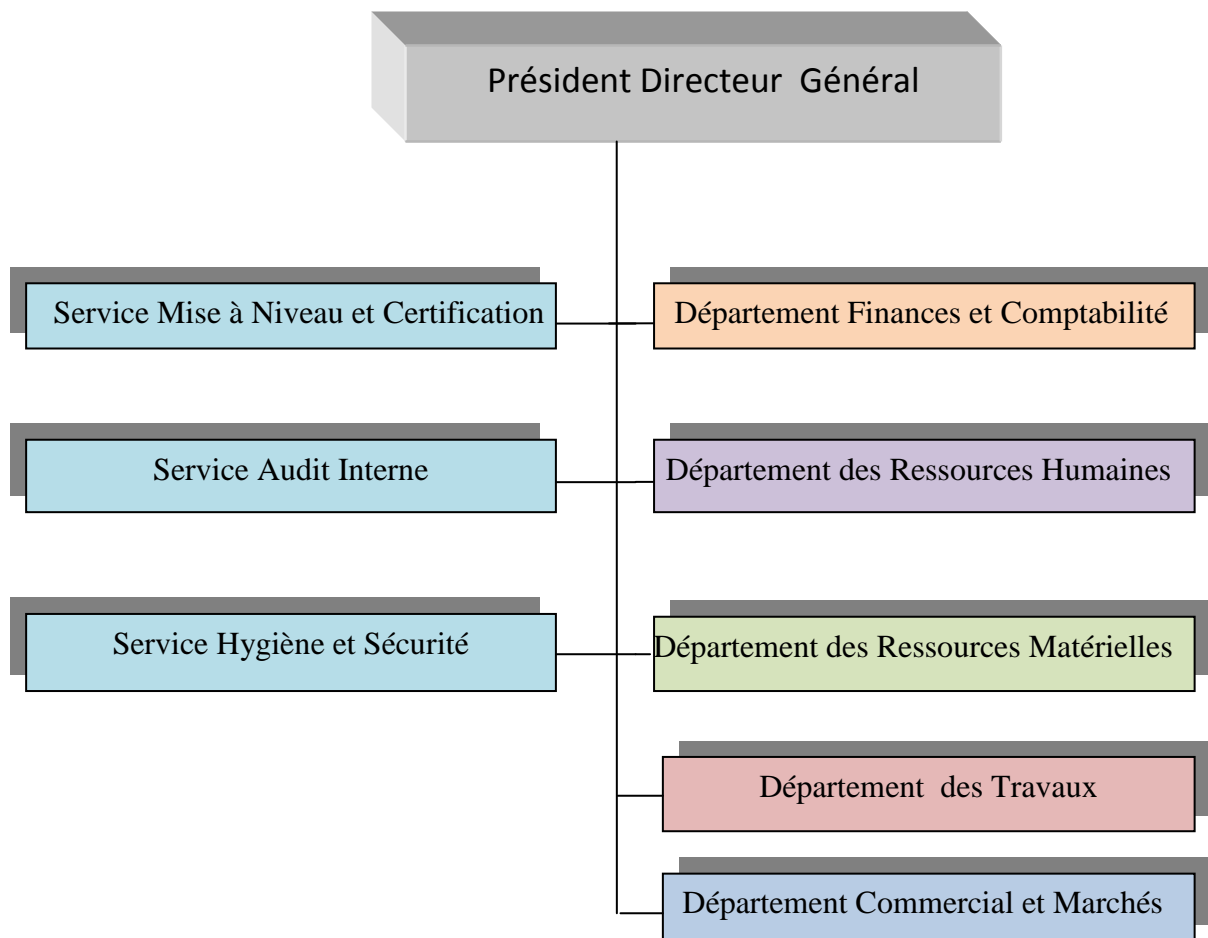 Président Directeur Général
Service Mise à Niveau et Certification
Département Finances et Comptabilité
Service Audit Interne
Département des Ressources Humaines
Service Hygiène et Sécurité
Département des Ressources Matérielles
Département des Travaux
Département Commercial et Marchés